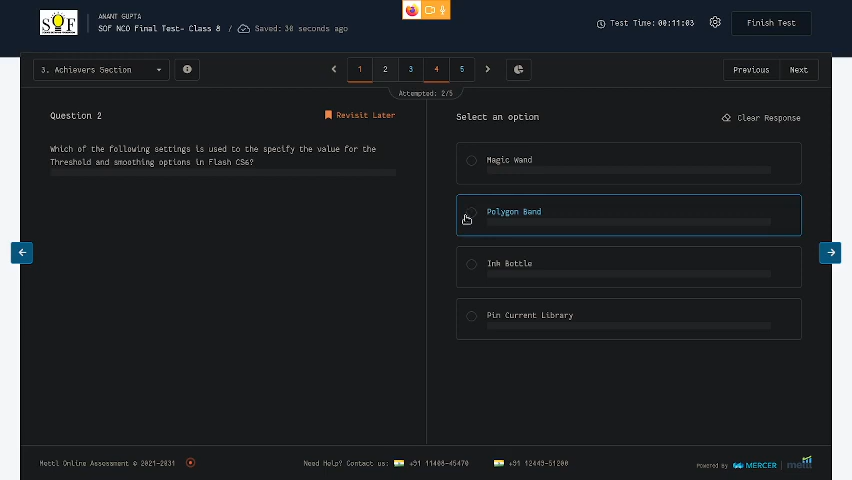 SOF
ANANT GUPTA
SOF NCO Final Test- Class 8 / Saved: 30 seconds ago
Test Time: 00:11:03
Finish Test
3. Achievers Section
1 2 3 4 5
Previous Next
Attempted: 2/5
Question 2
Revisit Later
Which of the following settings is used to the specify the value for the
Threshold and smoothing options in Flash CS6?
Select an option
Clear Response
Magic Wand
Polygon Band
Ink Bottle
Pin Current Library
Mettl Online Assessment © 2021-2031
Need Help? Contact us: +91 11408-45470 +91 12449-51200
Powered by MERCER mettl